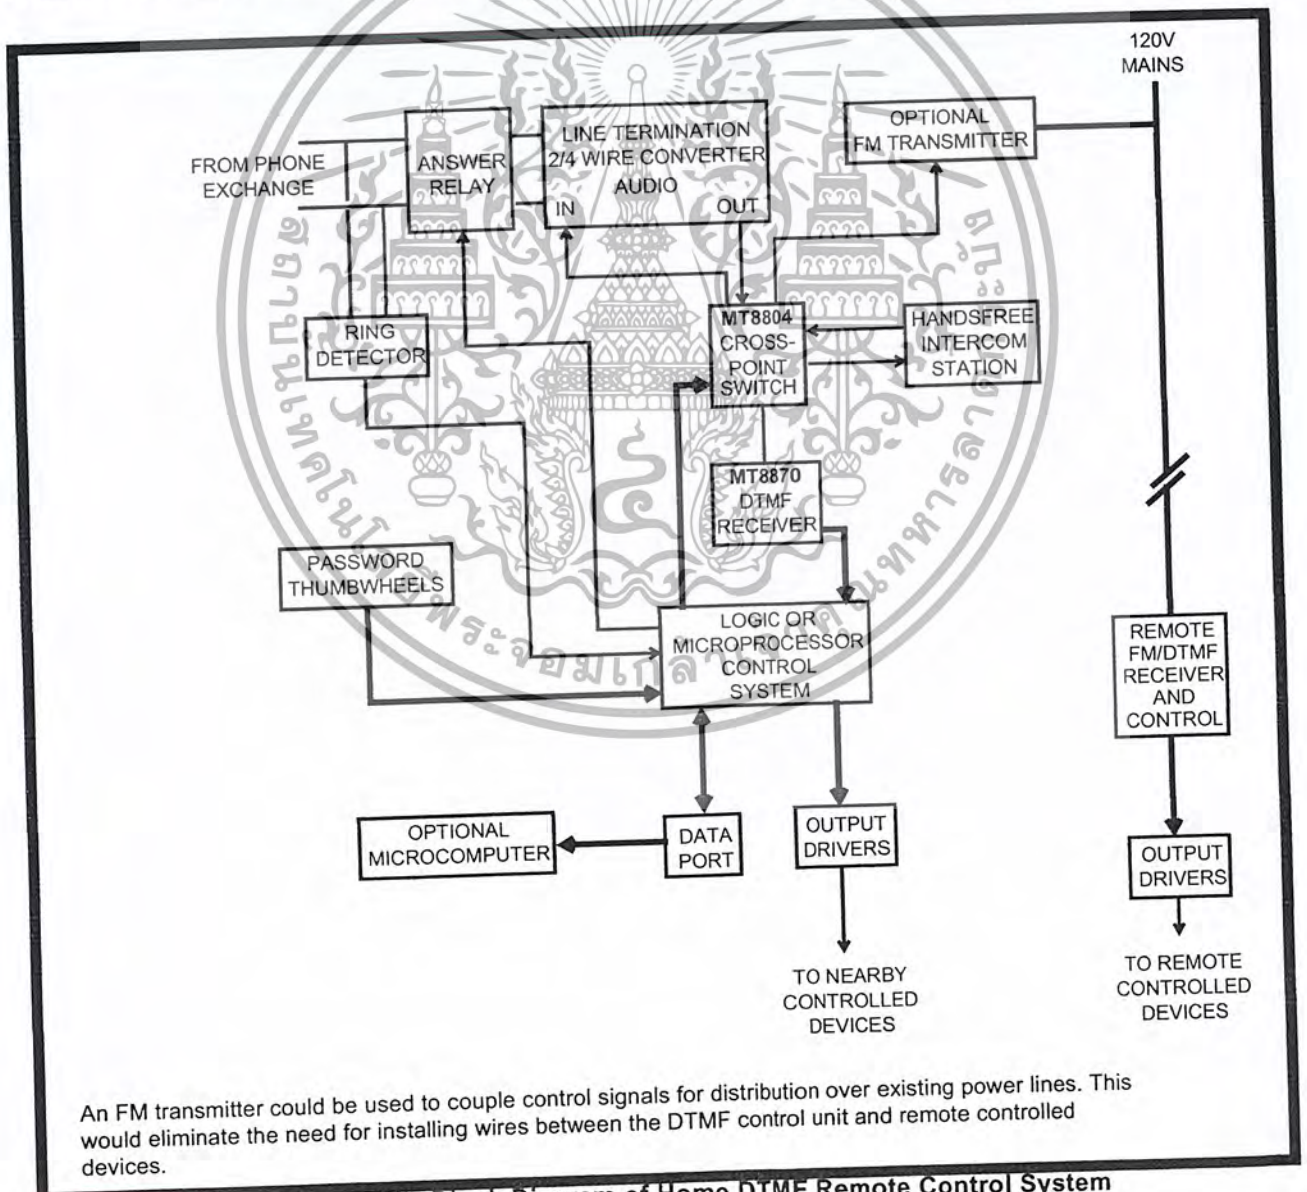 120V
MAINS
OPTIONAL
FM TRANSMITTER
LINE TERMINATION
2/4 WIRE CONVERTER
AUDIO
IN
OUT
ANSWER
RELAY
FROM PHONE
EXCHANGE
RING
DETECTOR
MT8804
CROSS-
POINT
SWITCH
HANDSFREE
INTERCOM
STATION
MT8870
DTMF
RECEIVER
PASSWORD
THUMBWHEELS
LOGIC OR
MICROPROCESSOR
CONTROL
SYSTEM
REMOTE
FM/DTMF
RECEIVER
AND
CONTROL
OPTIONAL
MICROCOMPUTER
DATA
PORT
OUTPUT
DRIVERS
OUTPUT
DRIVERS
TO NEARBY
CONTROLLED
DEVICES
TO REMOTE
CONTROLLED
DEVICES
An FM transmitter could be used to couple control signals for distribution over existing power lines. This
would eliminate the need for installing wires between the DTMF control unit and remote controlled
devices.
Diagram of Home DTMF Remote Control System